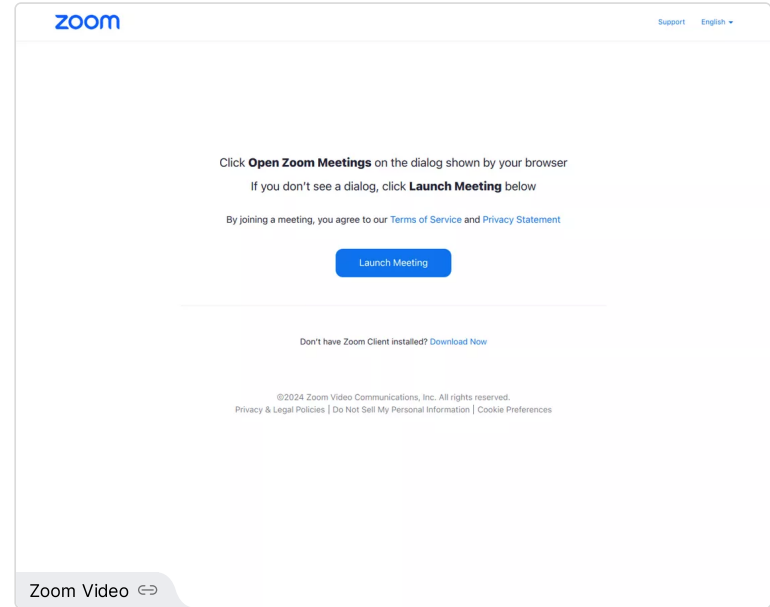 zoom
Support English
Click Open Zoom Meetings on the dialog shown by your browser
If you don't see a dialog, click Launch Meeting below
By joining a meeting, you agree to our Terms of Service and Privacy Statement
Launch Meeting
Don't have Zoom Client installed? Download Now
©2024 Zoom Video Communications, Inc. All rights reserved.
Privacy & Legal Policies | Do Not Sell My Personal Information | Cookie Preferences
Zoom Video